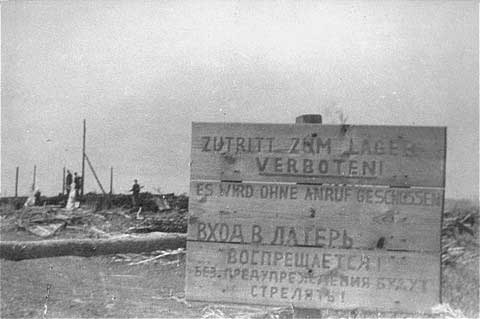 ZUTRITT ZUM LAGER
VERBOTEN!
ES WIRD OHNE ANRUF GESCHOSSEN
ВХОД В ЛАГЕРЬ
ВОСПРЕЩАЕТСЯ!
БЕЗ ПРЕДУПРЕЖДЕНИЯ БУДУТ
СТРЕЛЯТЬ!